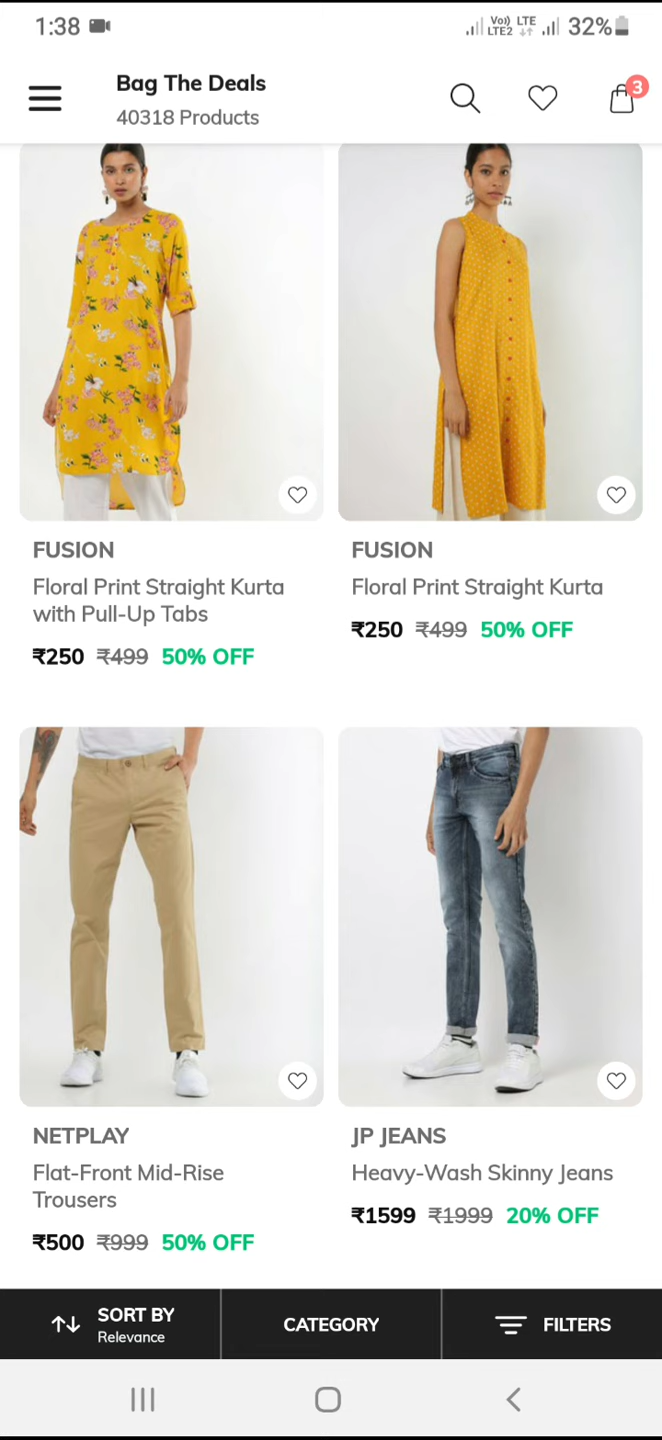 1:38
Vo) LTE
LTE2
32%
Bag The Deals
40318 Products
3
FUSION
Floral Print Straight Kurta
with Pull-Up Tabs
₹250 ₹499 50% OFF
FUSION
Floral Print Straight Kurta
₹250 ₹499 50% OFF
NETPLAY
Flat-Front Mid-Rise
Trousers
₹500 ₹999 50% OFF
JP JEANS
Heavy-Wash Skinny Jeans
₹1599 ₹1999 20% OFF
SORT BY
Relevance
CATEGORY
FILTERS